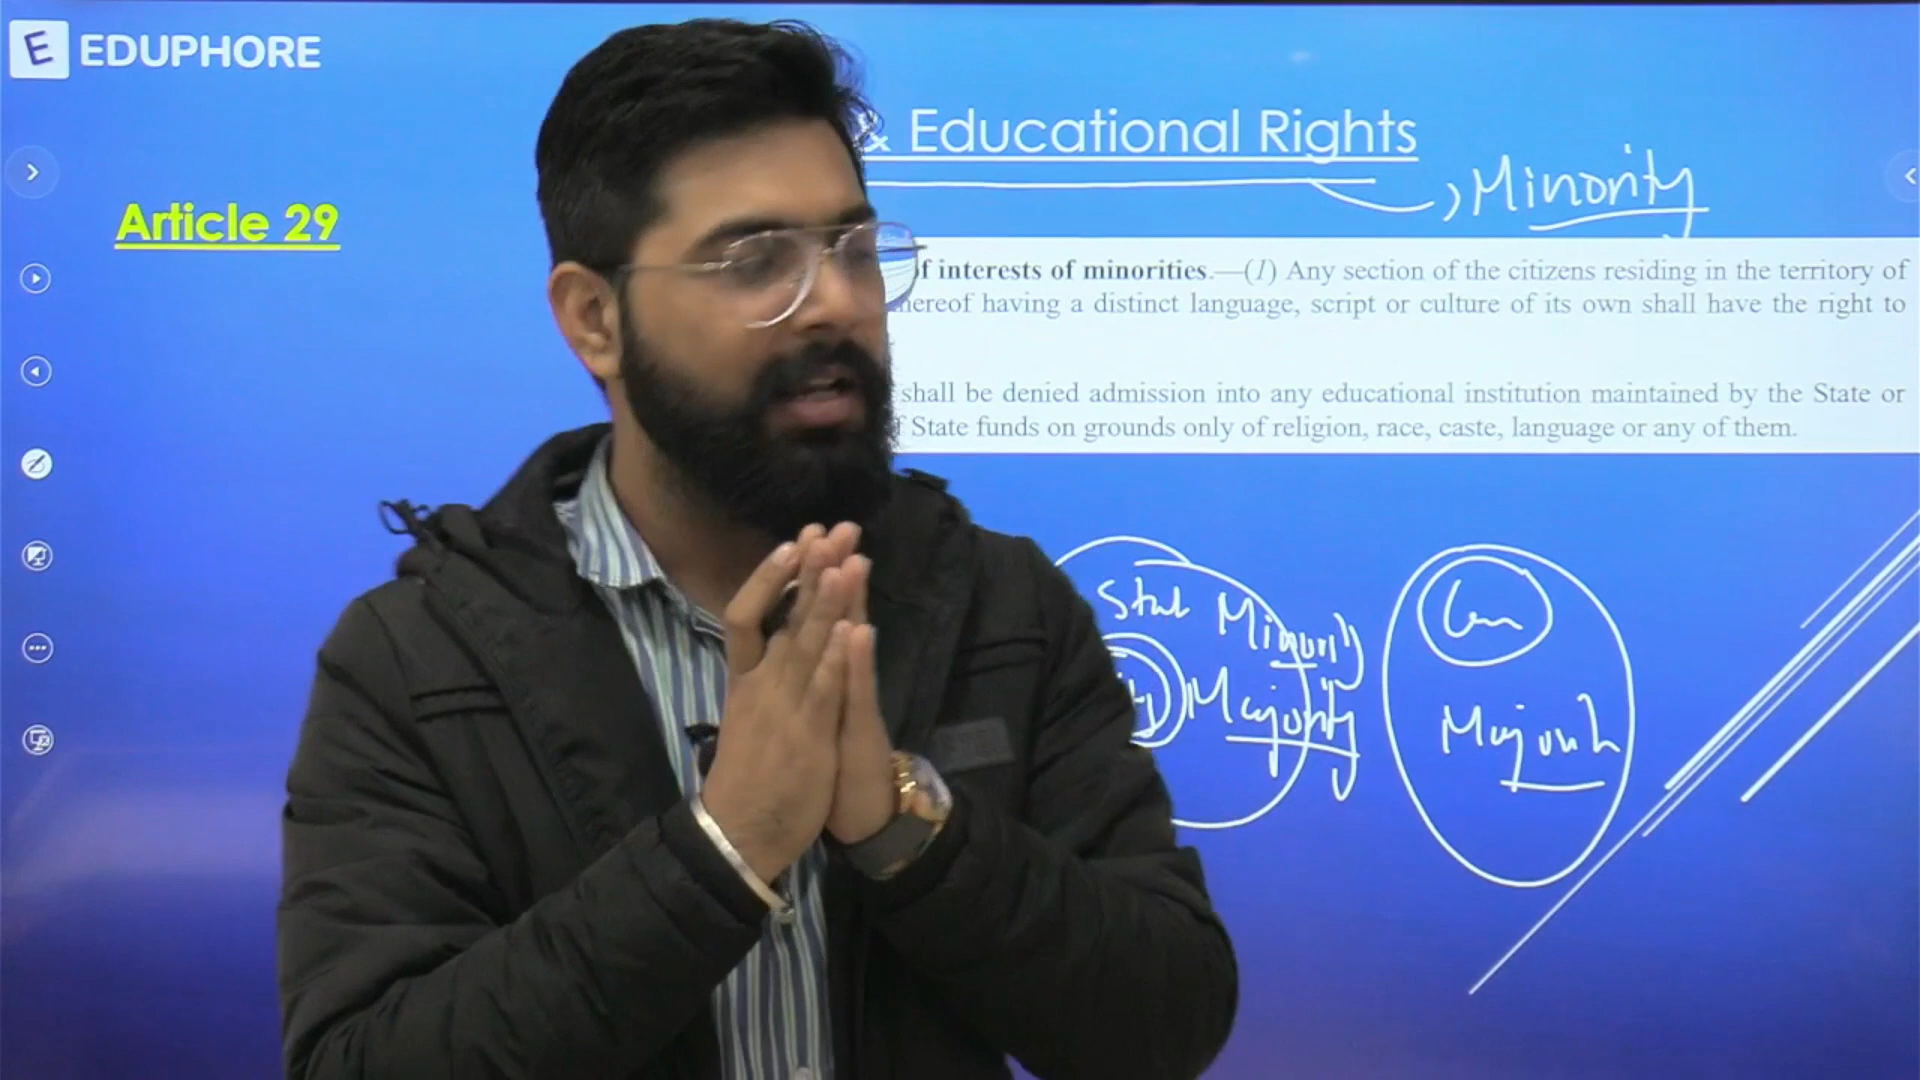 E EDUPHORE
& Educational Rights
Minority
Article 29
f interests of minorities.—(1) Any section of the citizens residing in the territory of
hereof having a distinct language, script or culture of its own shall have the right to
shall be denied admission into any educational institution maintained by the State or
f State funds on grounds only of religion, race, caste, language or any of them.
Minority
Majority